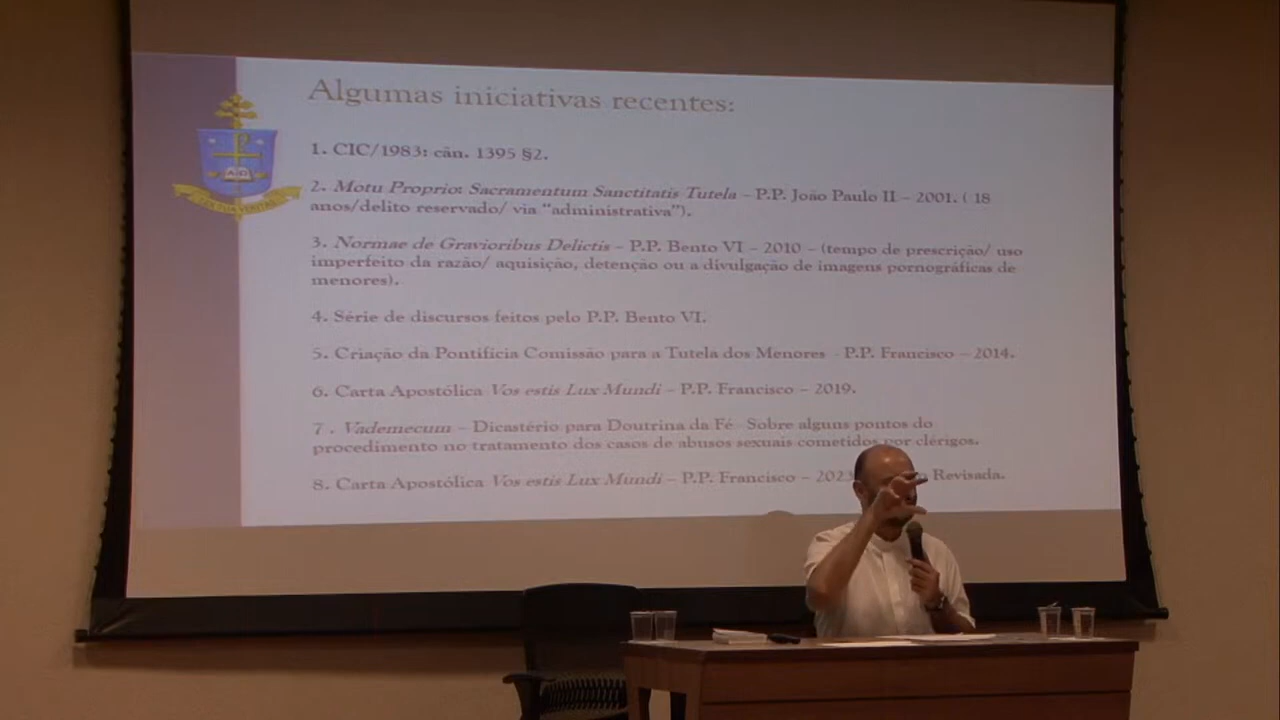 Algumas iniciativas recentes:
1. CIC/1983: cân. 1395 §2.
2. Motu Proprio: Sacramentum Sanctitatis Tutela – P.P. João Paulo II – 2001. ( 18
anos/delito reservado/ via “administrativa”).
3. Normae de Gravioribus Delictis – P.P. Bento VI – 2010 – (tempo de prescrição/ uso
imperfeito da razão/ aquisição, detenção ou a divulgação de imagens pornográficas de
menores).
4. Série de discursos feitos pelo P.P. Bento VI.
5. Criação da Pontifícia Comissão para a Tutela dos Menores - P.P. Francisco – 2014.
6. Carta Apostólica Vos estis Lux Mundi – P.P. Francisco – 2019.
7 . Vademecum – Dicastério para Doutrina da Fé- Sobre alguns pontos do
procedimento no tratamento dos casos de abusos sexuais cometidos por clérigos.
8. Carta Apostólica Vos estis Lux Mundi – P.P. Francisco – 2023 Revisada.